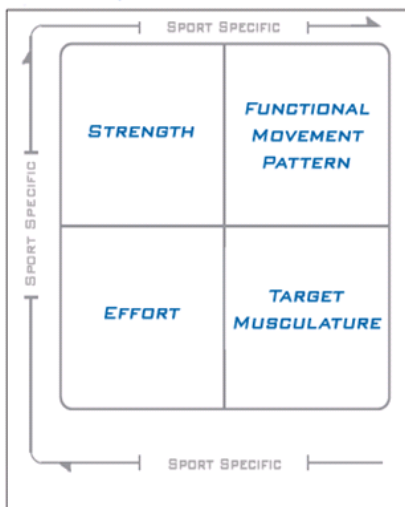 Sport Specific
Strength
Functional
Movement
Pattern
Sport Specific
Effort
Target
Musculature
Sport Specific